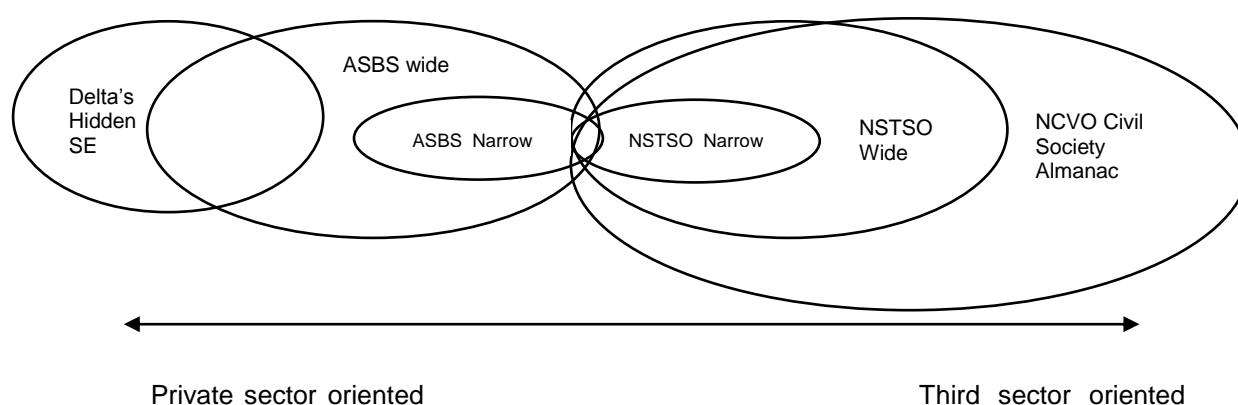 Delta's
Hidden
SE
ASBS wide
ASBS Narrow
NSTSO Narrow
NSTSO
Wide
NCVO Civil
Society
Almanac
Private sector oriented
Third sector oriented